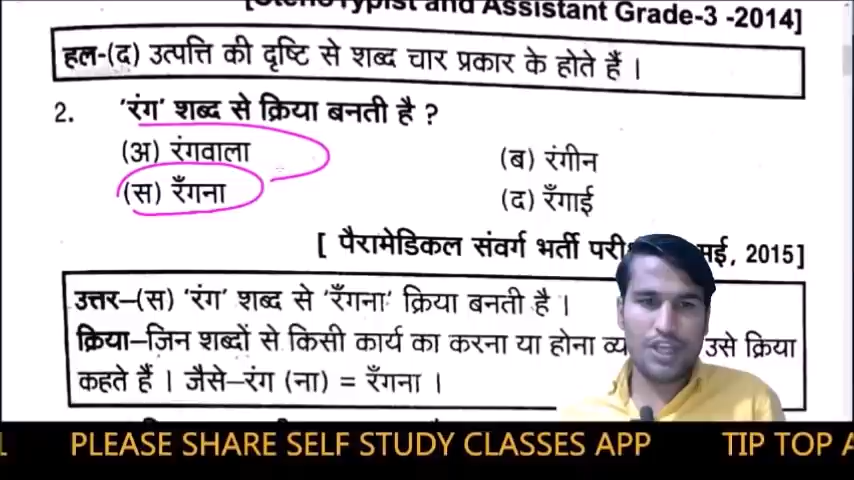 [StenoTypist and Assistant Grade-3 -2014]
हल-(द) उत्पत्ति की दृष्टि से शब्द चार प्रकार के होते हैं ।
2. 'रंग' शब्द से क्रिया बनती है ?
(अ) रंगवाला (ब) रंगीन
(स) रँगना (द) रँगाई
[ पैरामेडिकल संवर्ग भर्ती मई, 2015]
उत्तर–(स) 'रंग' शब्द से 'रँगना' क्रिया बनती है ।
क्रिया–जिन शब्दों से किसी कार्य का करना या होना उसे क्रिया
कहते हैं । जैसे–रंग (ना) = रँगना ।
PLEASE SHARE SELF STUDY CLASSES APP TIP TOP